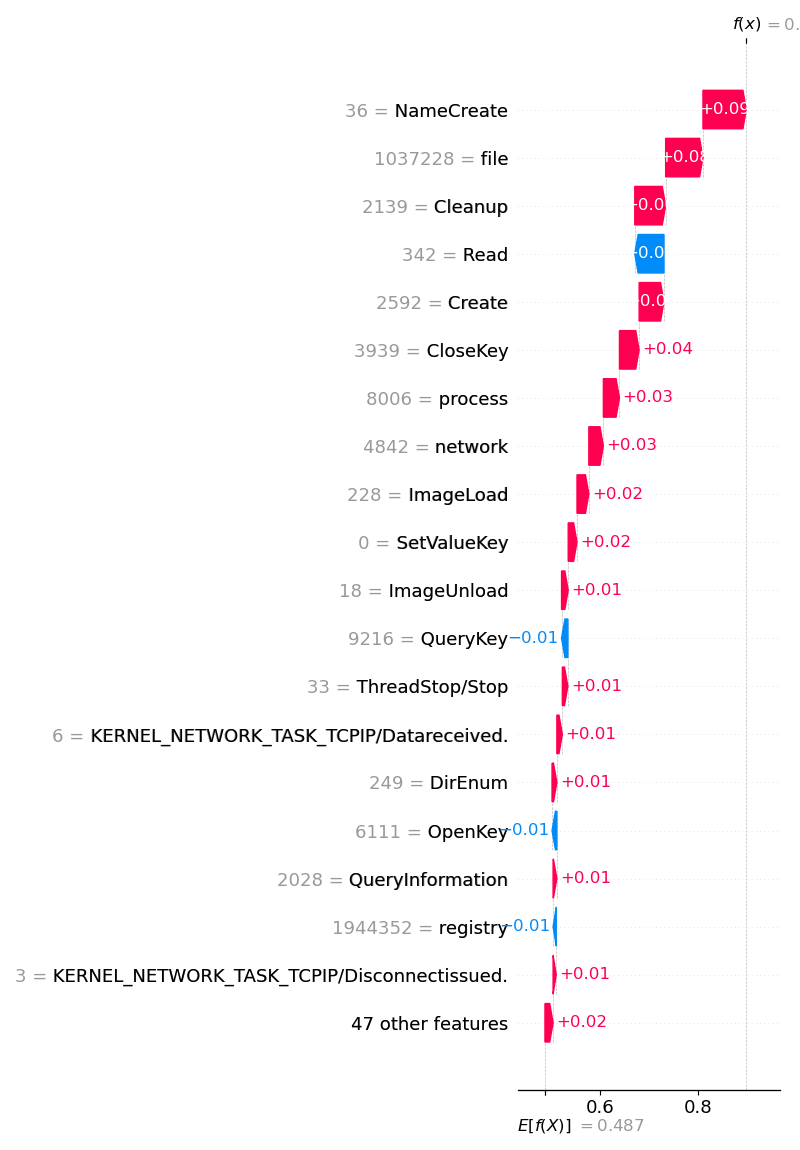 f(x) = 0.
36 = NameCreate
+0.09
1037228 = file
+0.08
2139 = Cleanup
342 = Read
2592 = Create
3939 = CloseKey
+0.04
8006 = process
+0.03
4842 = network
+0.03
228 = ImageLoad
+0.02
0 = SetValueKey
+0.02
18 = ImageUnload
+0.01
9216 = QueryKey
−0.01
33 = ThreadStop/Stop
+0.01
6 = KERNEL_NETWORK_TASK_TCPIP/Datareceived.
+0.01
249 = DirEnum
+0.01
6111 = OpenKey
−0.01
2028 = QueryInformation
+0.01
1944352 = registry
−0.01
3 = KERNEL_NETWORK_TASK_TCPIP/Disconnectissued.
+0.01
47 other features
+0.02
0.6 0.8
E[f(X)] = 0.487